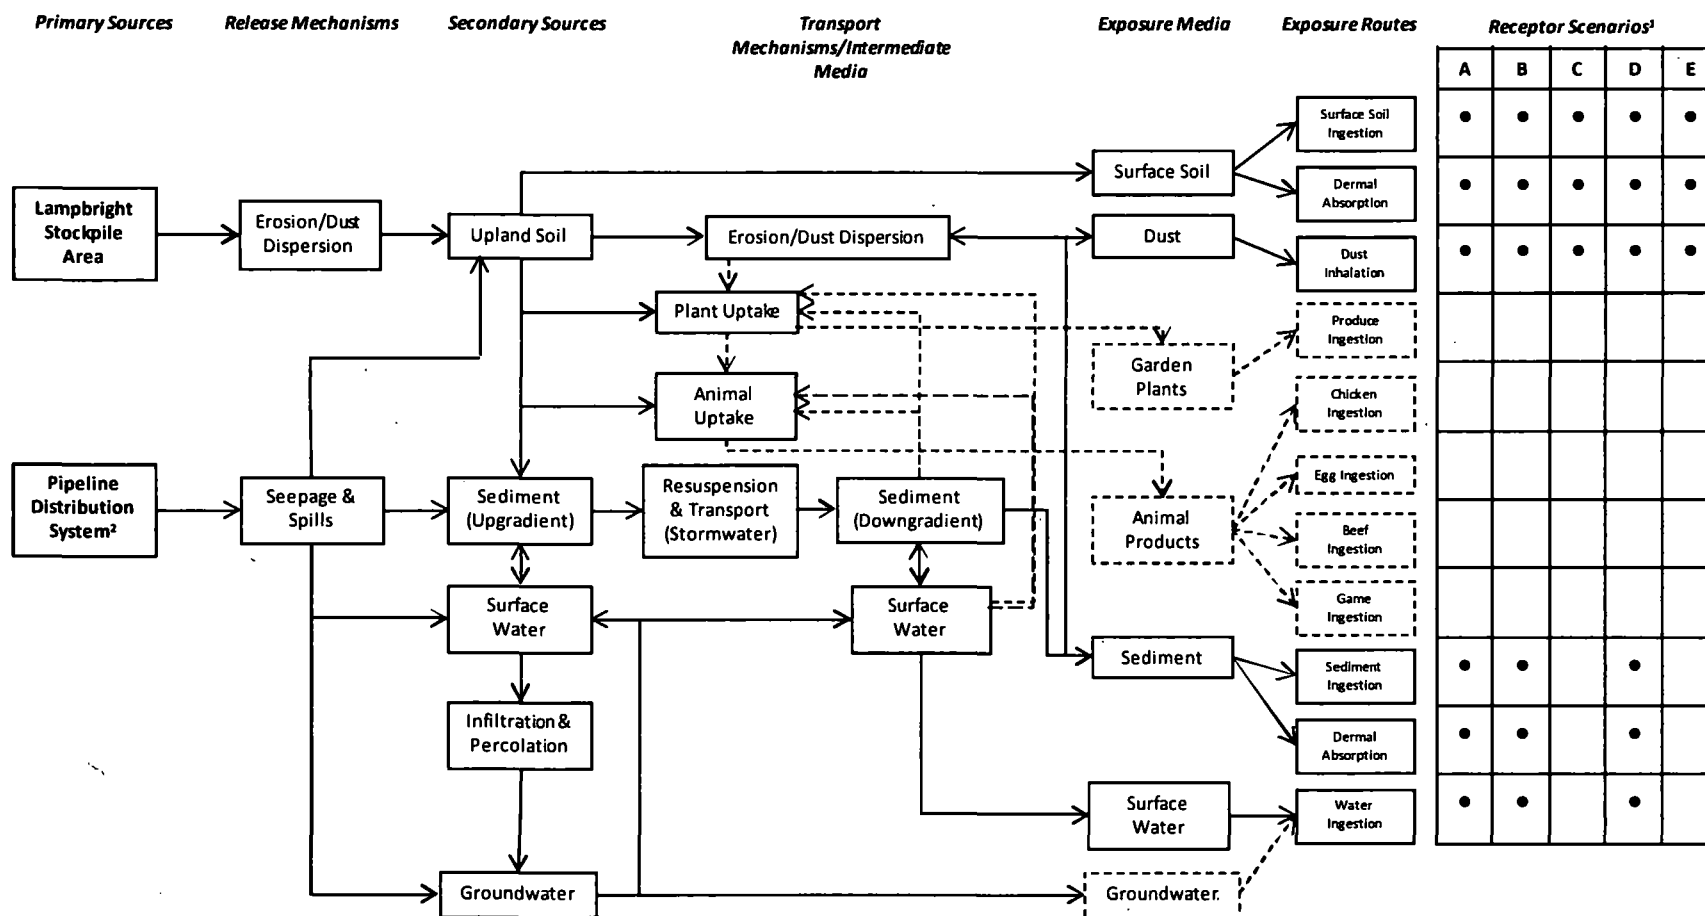 Primary Sources
Release Mechanisms
Secondary Sources
Transport
Mechanisms/Intermediate
Media
Exposure Media
Exposure Routes
Receptor Scenarios¹
A
B
C
D
E
Surface Soil
Ingestion
Surface Soil
Dermal
Absorption
Lampbright
Stockpile
Area
Erosion/Dust
Dispersion
Upland Soil
Erosion/Dust Dispersion
Dust
Dust
Inhalation
Plant Uptake
Produce
Ingestion
Garden
Plants
Animal
Uptake
Chicken
Ingestion
Pipeline
Distribution
System²
Seepage &
Spills
Sediment
(Upgradient)
Resuspension
& Transport
(Stormwater)
Sediment
(Downgradient)
Animal
Products
Egg Ingestion
Beef
Ingestion
Game
Ingestion
Surface
Water
Surface
Water
Sediment
Sediment
Ingestion
Infiltration &
Percolation
Dermal
Absorption
Surface
Water
Water
Ingestion
Groundwater
Groundwater.